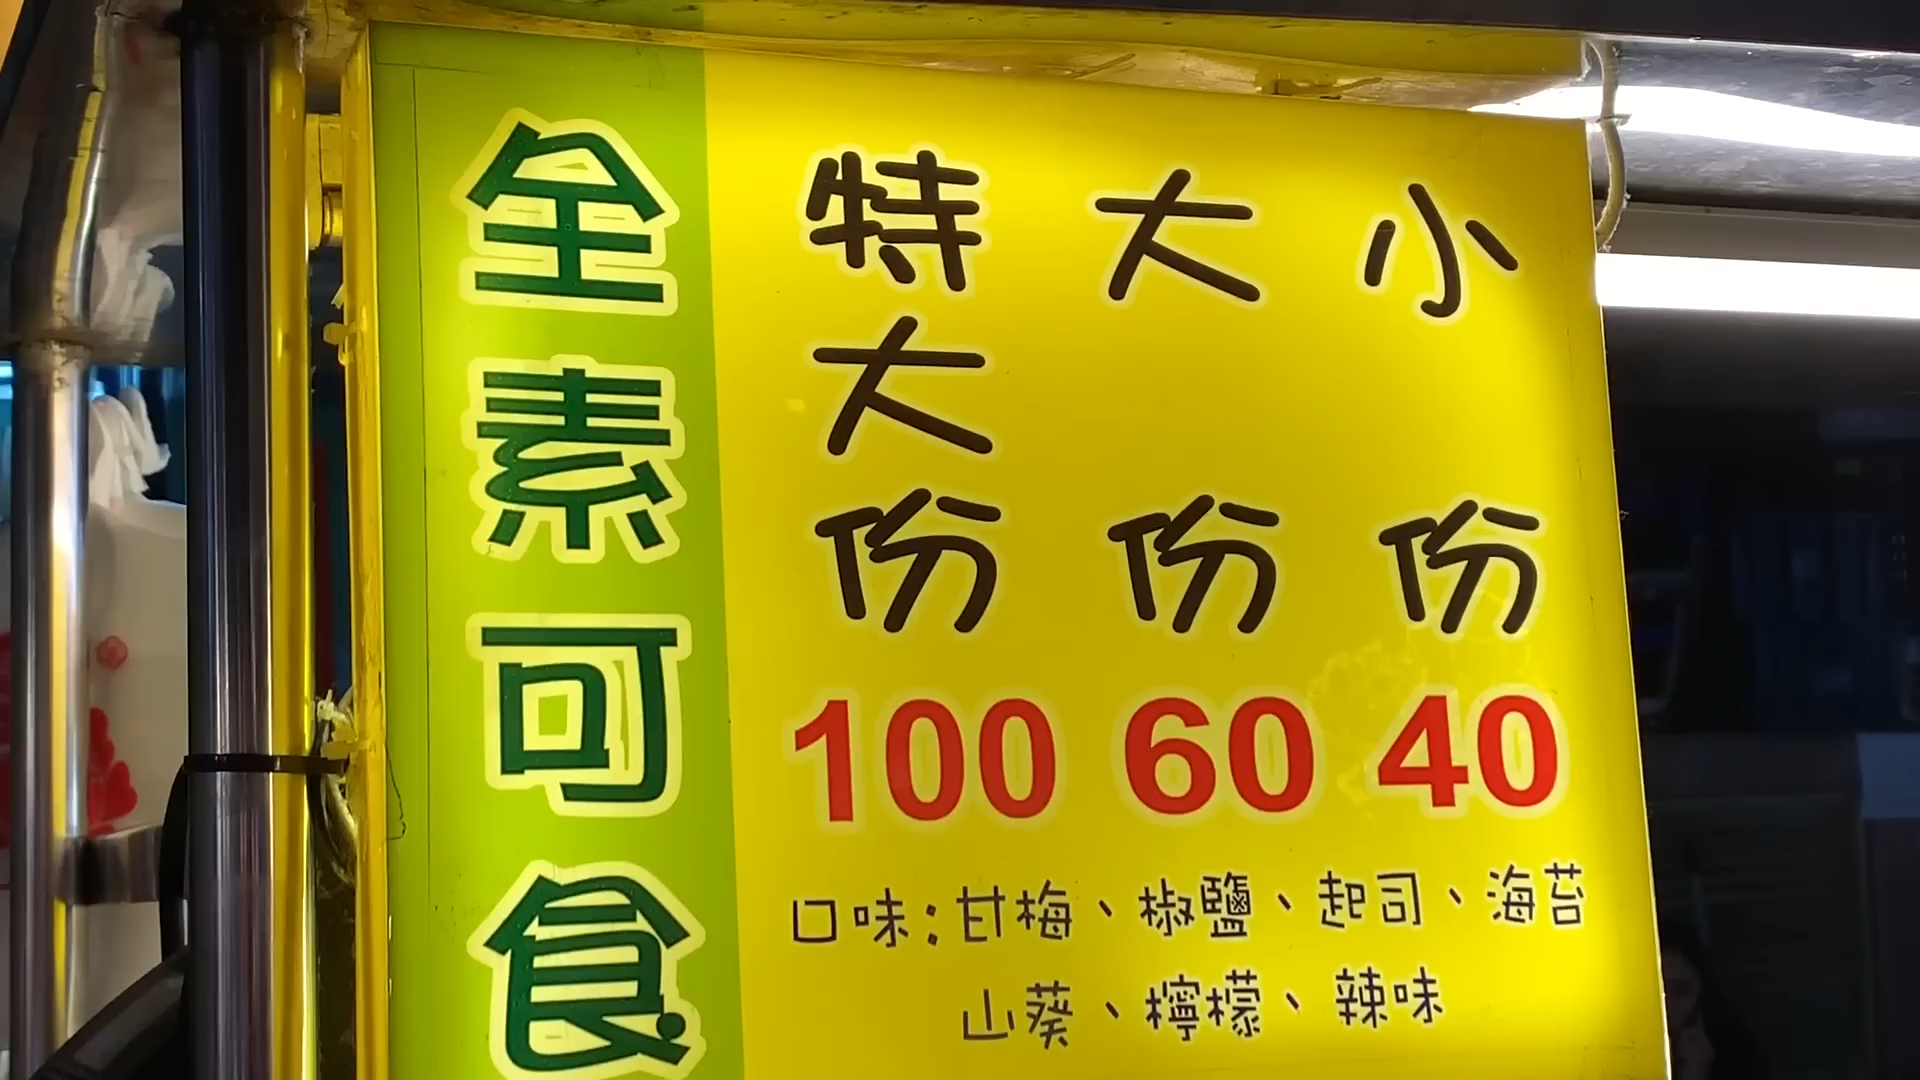 全素可食
特大份 100
大份 60
小份 40
口味:甘梅、椒鹽、起司、海苔
山葵、檸檬、辣味